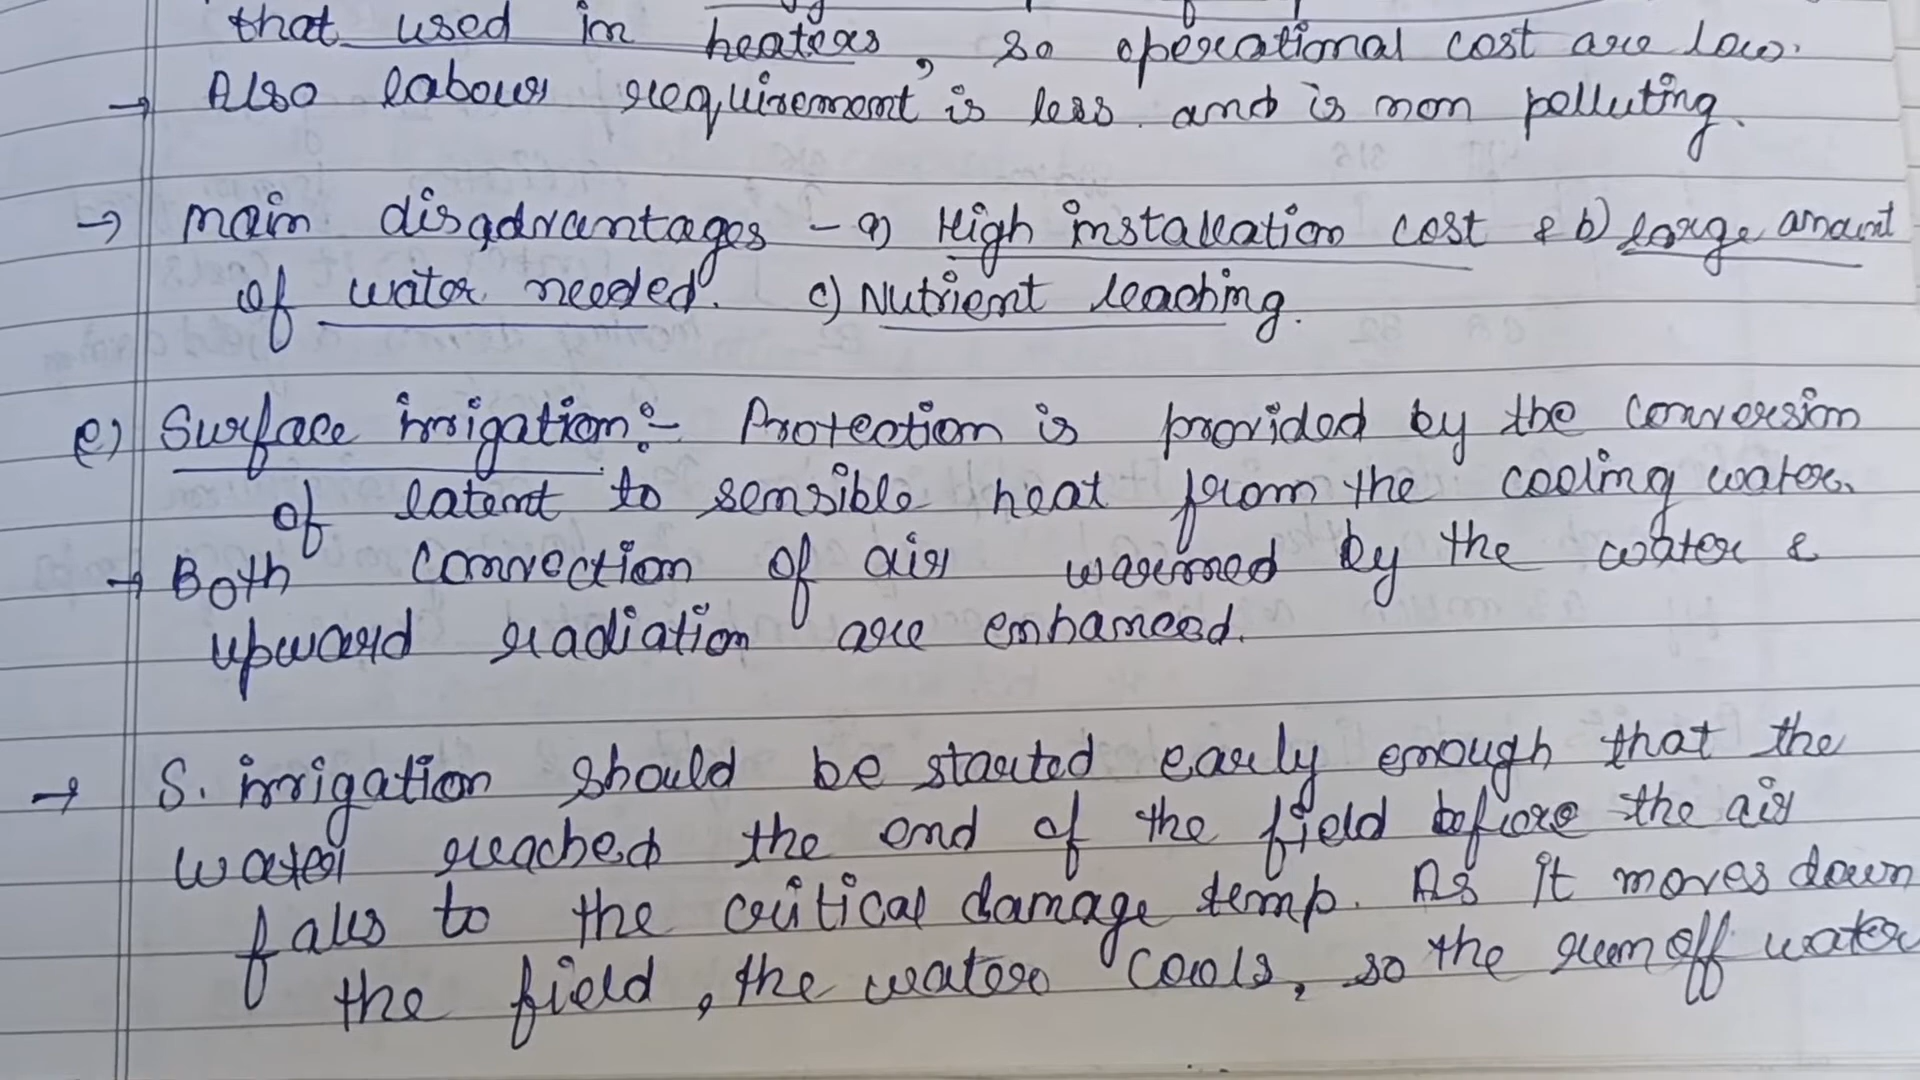 that used in heaters, so operational cost are low.
→ Also labour requirement is less and is non polluting.
→ main disadvantages - a) High installation cost & b) large amount
of water needed. c) Nutrient leaching.
e) Surface irrigation:- Protection is provided by the conversion
of latent to sensible heat from the cooling water.
→ Both convection of air warmed by the water &
upward radiation are enhanced.
→ S. irrigation should be started early enough that the
water reached the end of the field before the air
falls to the critical damage temp. As it moves down
the field, the water cools, so the runoff water